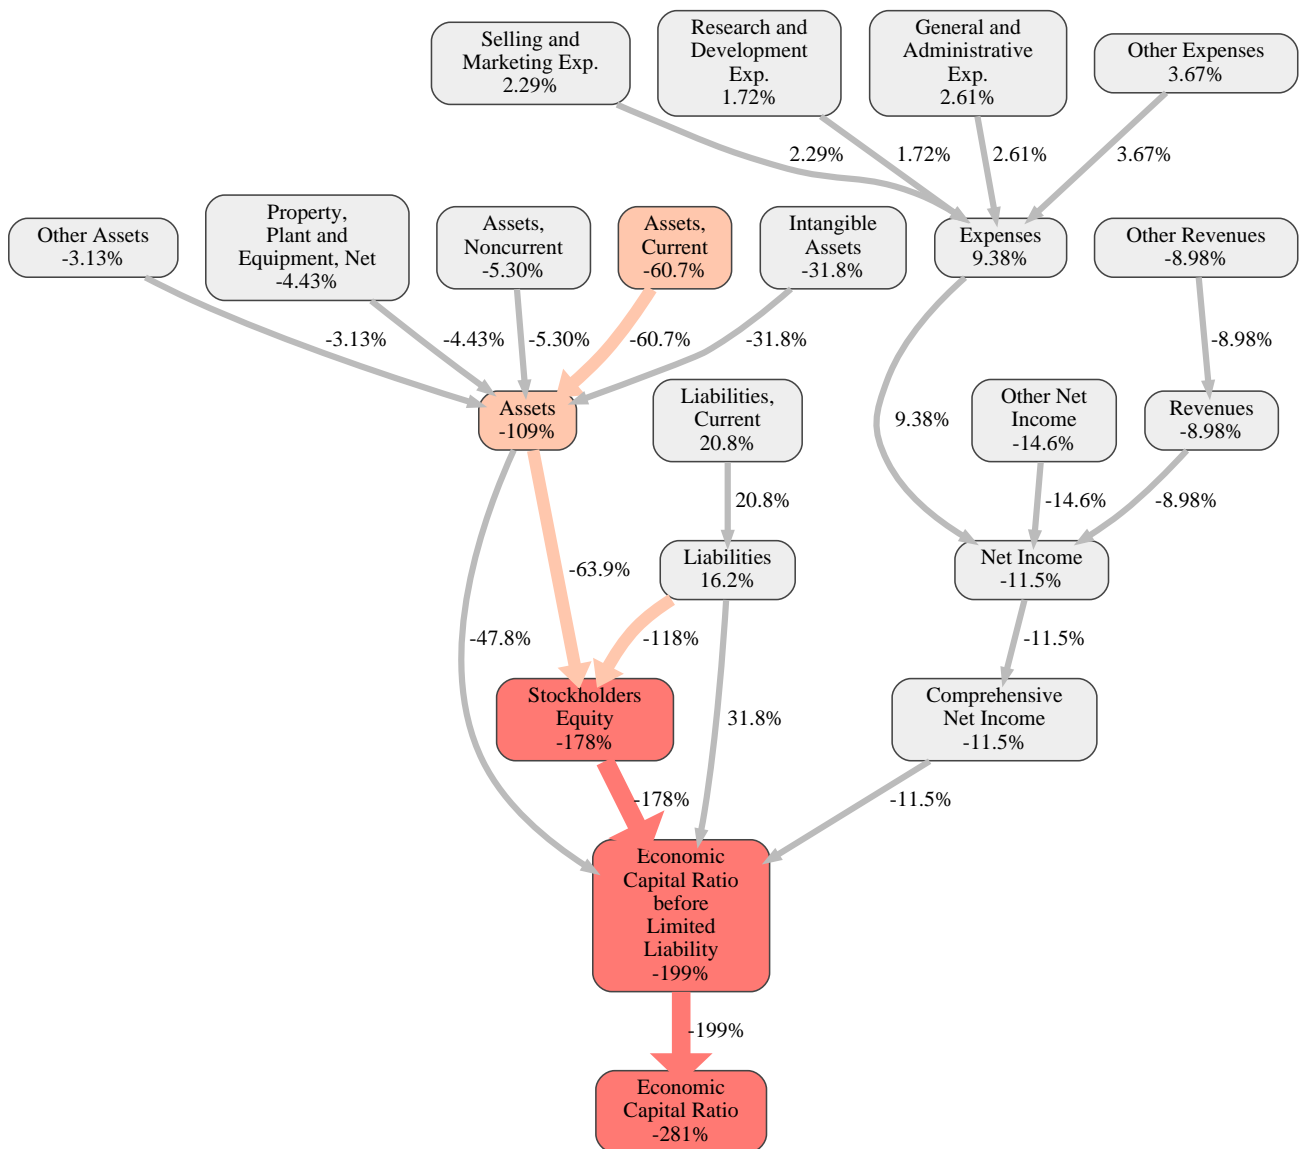 Selling and
Marketing Exp.
2.29%
Research and
Development
Exp.
1.72%
General and
Administrative
Exp.
2.61%
Other Expenses
3.67%
2.29%
1.72%
2.61%
3.67%
Other Assets
-3.13%
Property,
Plant and
Equipment, Net
-4.43%
Assets,
Noncurrent
-5.30%
Assets,
Current
-60.7%
Intangible
Assets
-31.8%
Expenses
9.38%
Other Revenues
-8.98%
-3.13%
-4.43%
-5.30%
-60.7%
-31.8%
-8.98%
Assets
-109%
Liabilities,
Current
20.8%
9.38%
Other Net
Income
-14.6%
Revenues
-8.98%
20.8%
-14.6%
-8.98%
Liabilities
16.2%
Net Income
-11.5%
-63.9%
-47.8%
-118%
-11.5%
Stockholders
Equity
-178%
31.8%
Comprehensive
Net Income
-11.5%
-178%
-11.5%
Economic
Capital Ratio
before
Limited
Liability
-199%
-199%
Economic
Capital Ratio
-281%